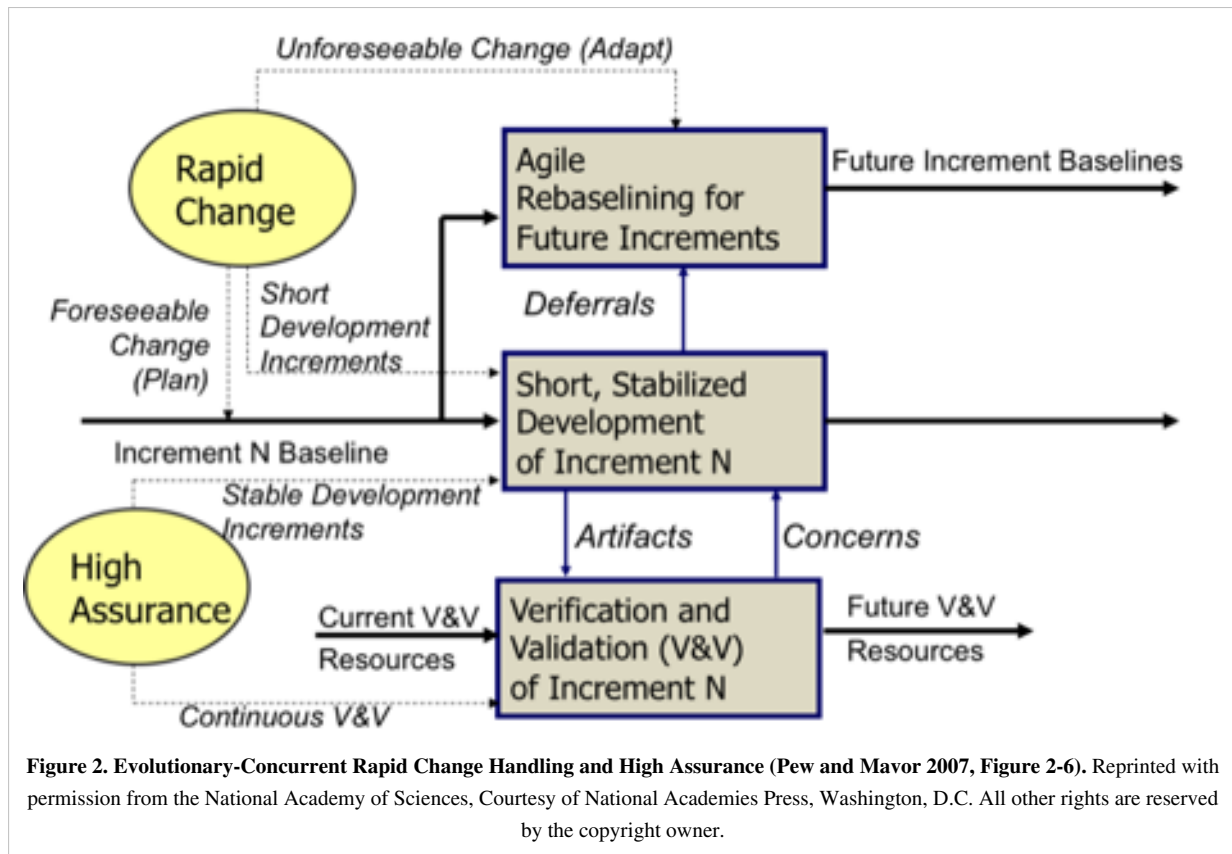 Unforeseeable Change (Adapt)
Rapid
Change
Agile
Rebaselining for
Future Increments
Future Increment Baselines
Foreseeable
Change
(Plan)
Short
Development
Increments
Deferrals
Short, Stabilized
Development
of Increment N
Increment N Baseline
Stable Development
Increments
Artifacts
Concerns
High
Assurance
Current V&V
Resources
Verification and
Validation (V&V)
of Increment N
Future V&V
Resources
Continuous V&V
Figure 2. Evolutionary-Concurrent Rapid Change Handling and High Assurance (Pew and Mavor 2007, Figure 2-6). Reprinted with
permission from the National Academy of Sciences, Courtesy of National Academies Press, Washington, D.C. All other rights are reserved
by the copyright owner.